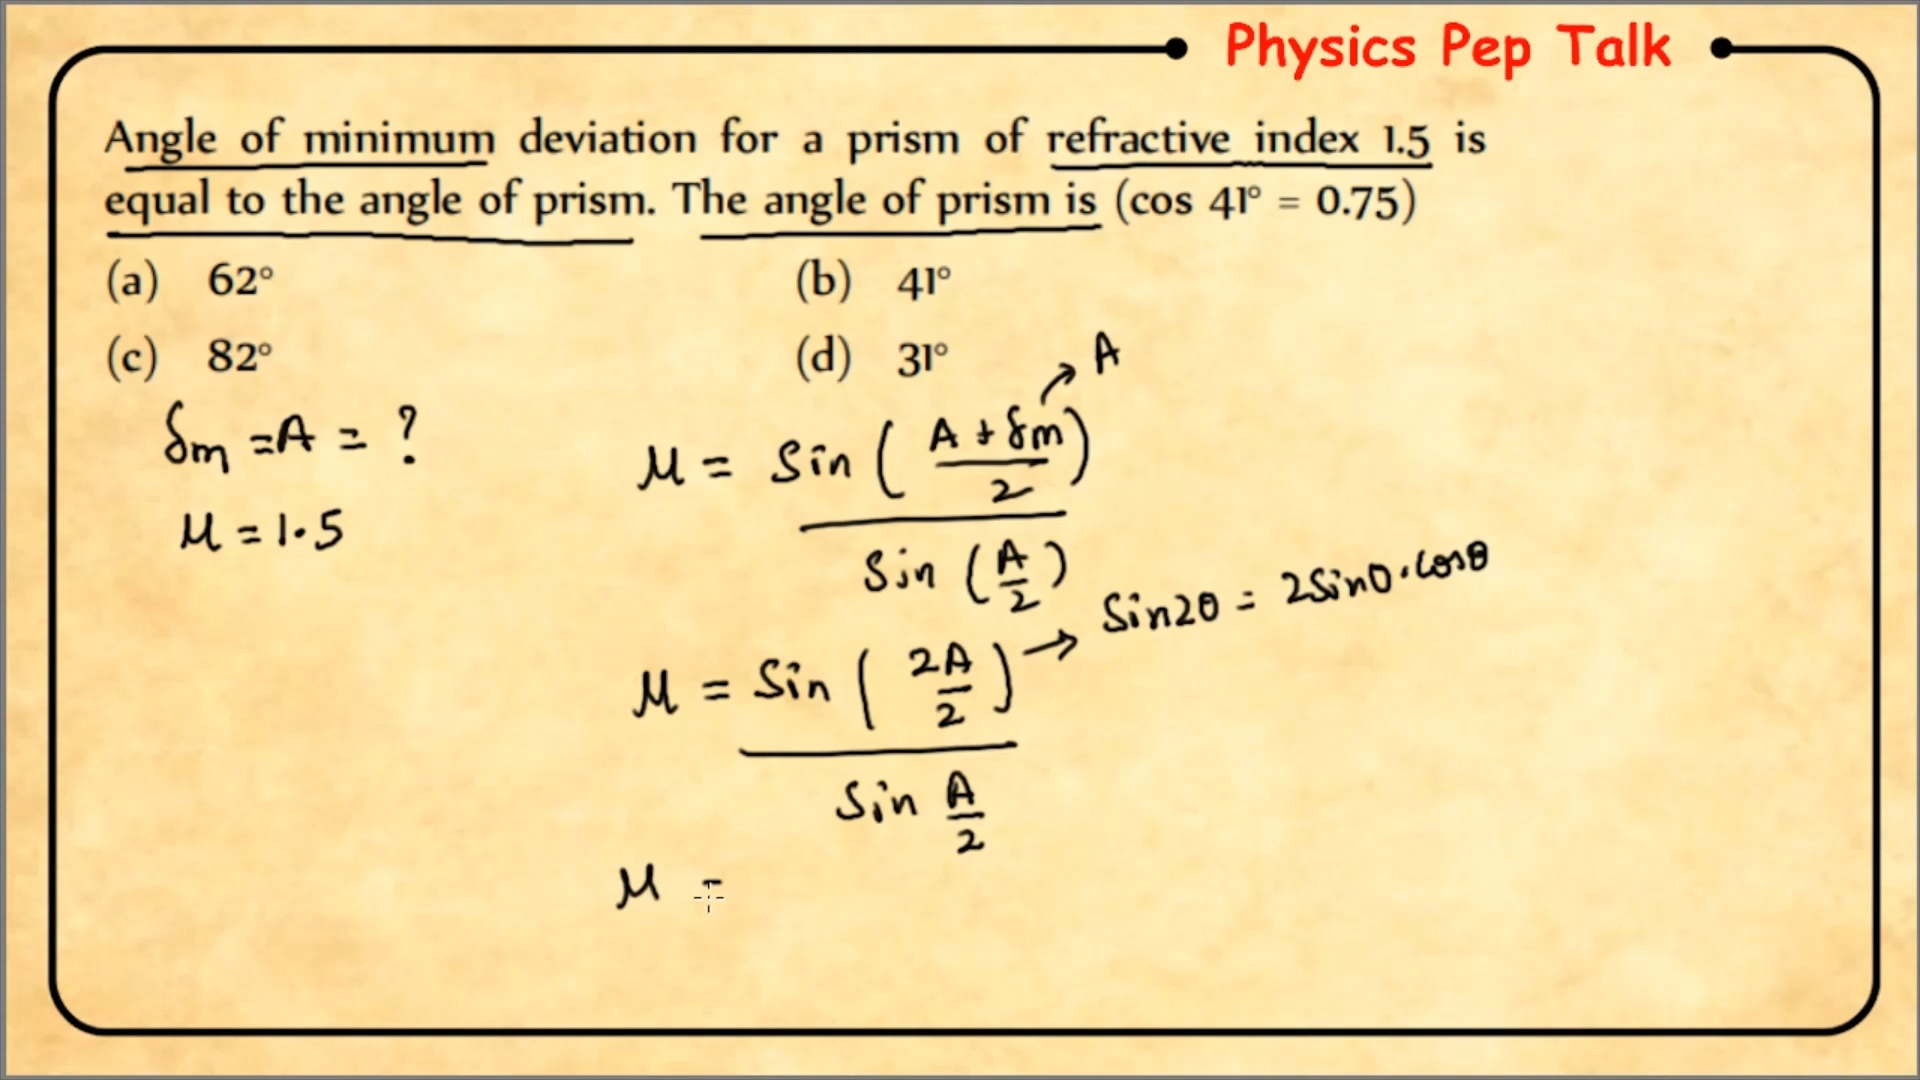 Physics Pep Talk
Angle of minimum deviation for a prism of refractive index 1.5 is
equal to the angle of prism. The angle of prism is (cos 41° = 0.75)
(a) 62°
(b) 41°
(c) 82°
(d) 31°
δm = A = ?
μ = 1.5
→ A
μ = Sin ( A + δm / 2 )
Sin ( A / 2 )
μ = Sin ( 2A / 2 ) → Sin2θ = 2Sinθ.cosθ
Sin A / 2
μ =